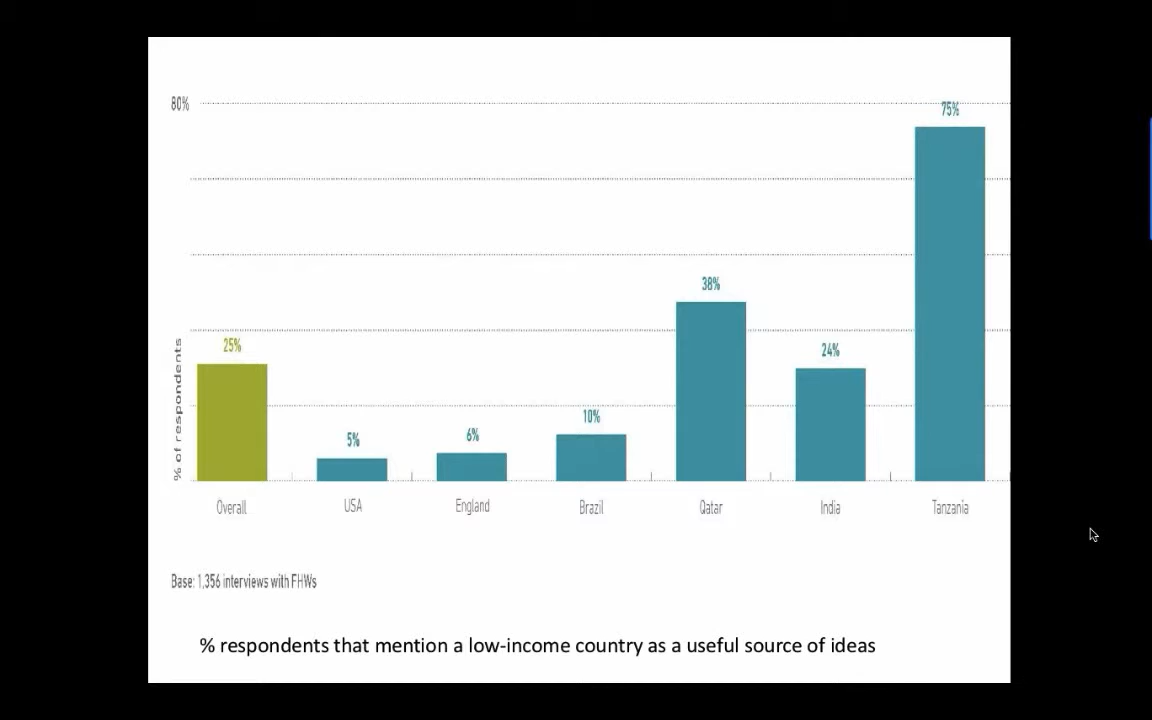 80%
75%
38%
25%
24%
10%
6%
5%
% of respondents
Overall
USA
England
Brazil
Qatar
India
Tanzania
Base: 1,356 interviews with FHWs
% respondents that mention a low-income country as a useful source of ideas